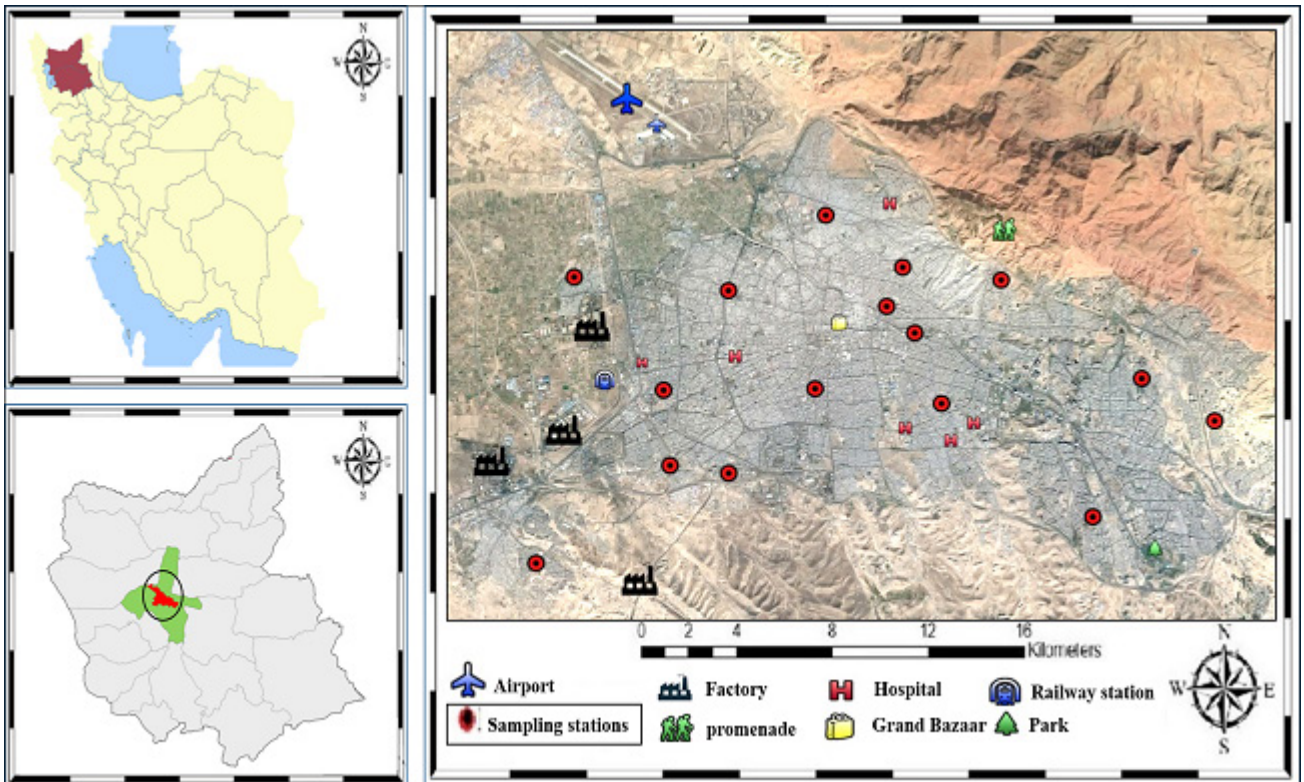 N
W G
S
N
W G
S
0 2 4 8 12 16
Kilometers
N
W E
S
Airport Factory Hospital Railway station
Sampling stations promenade Grand Bazaar Park